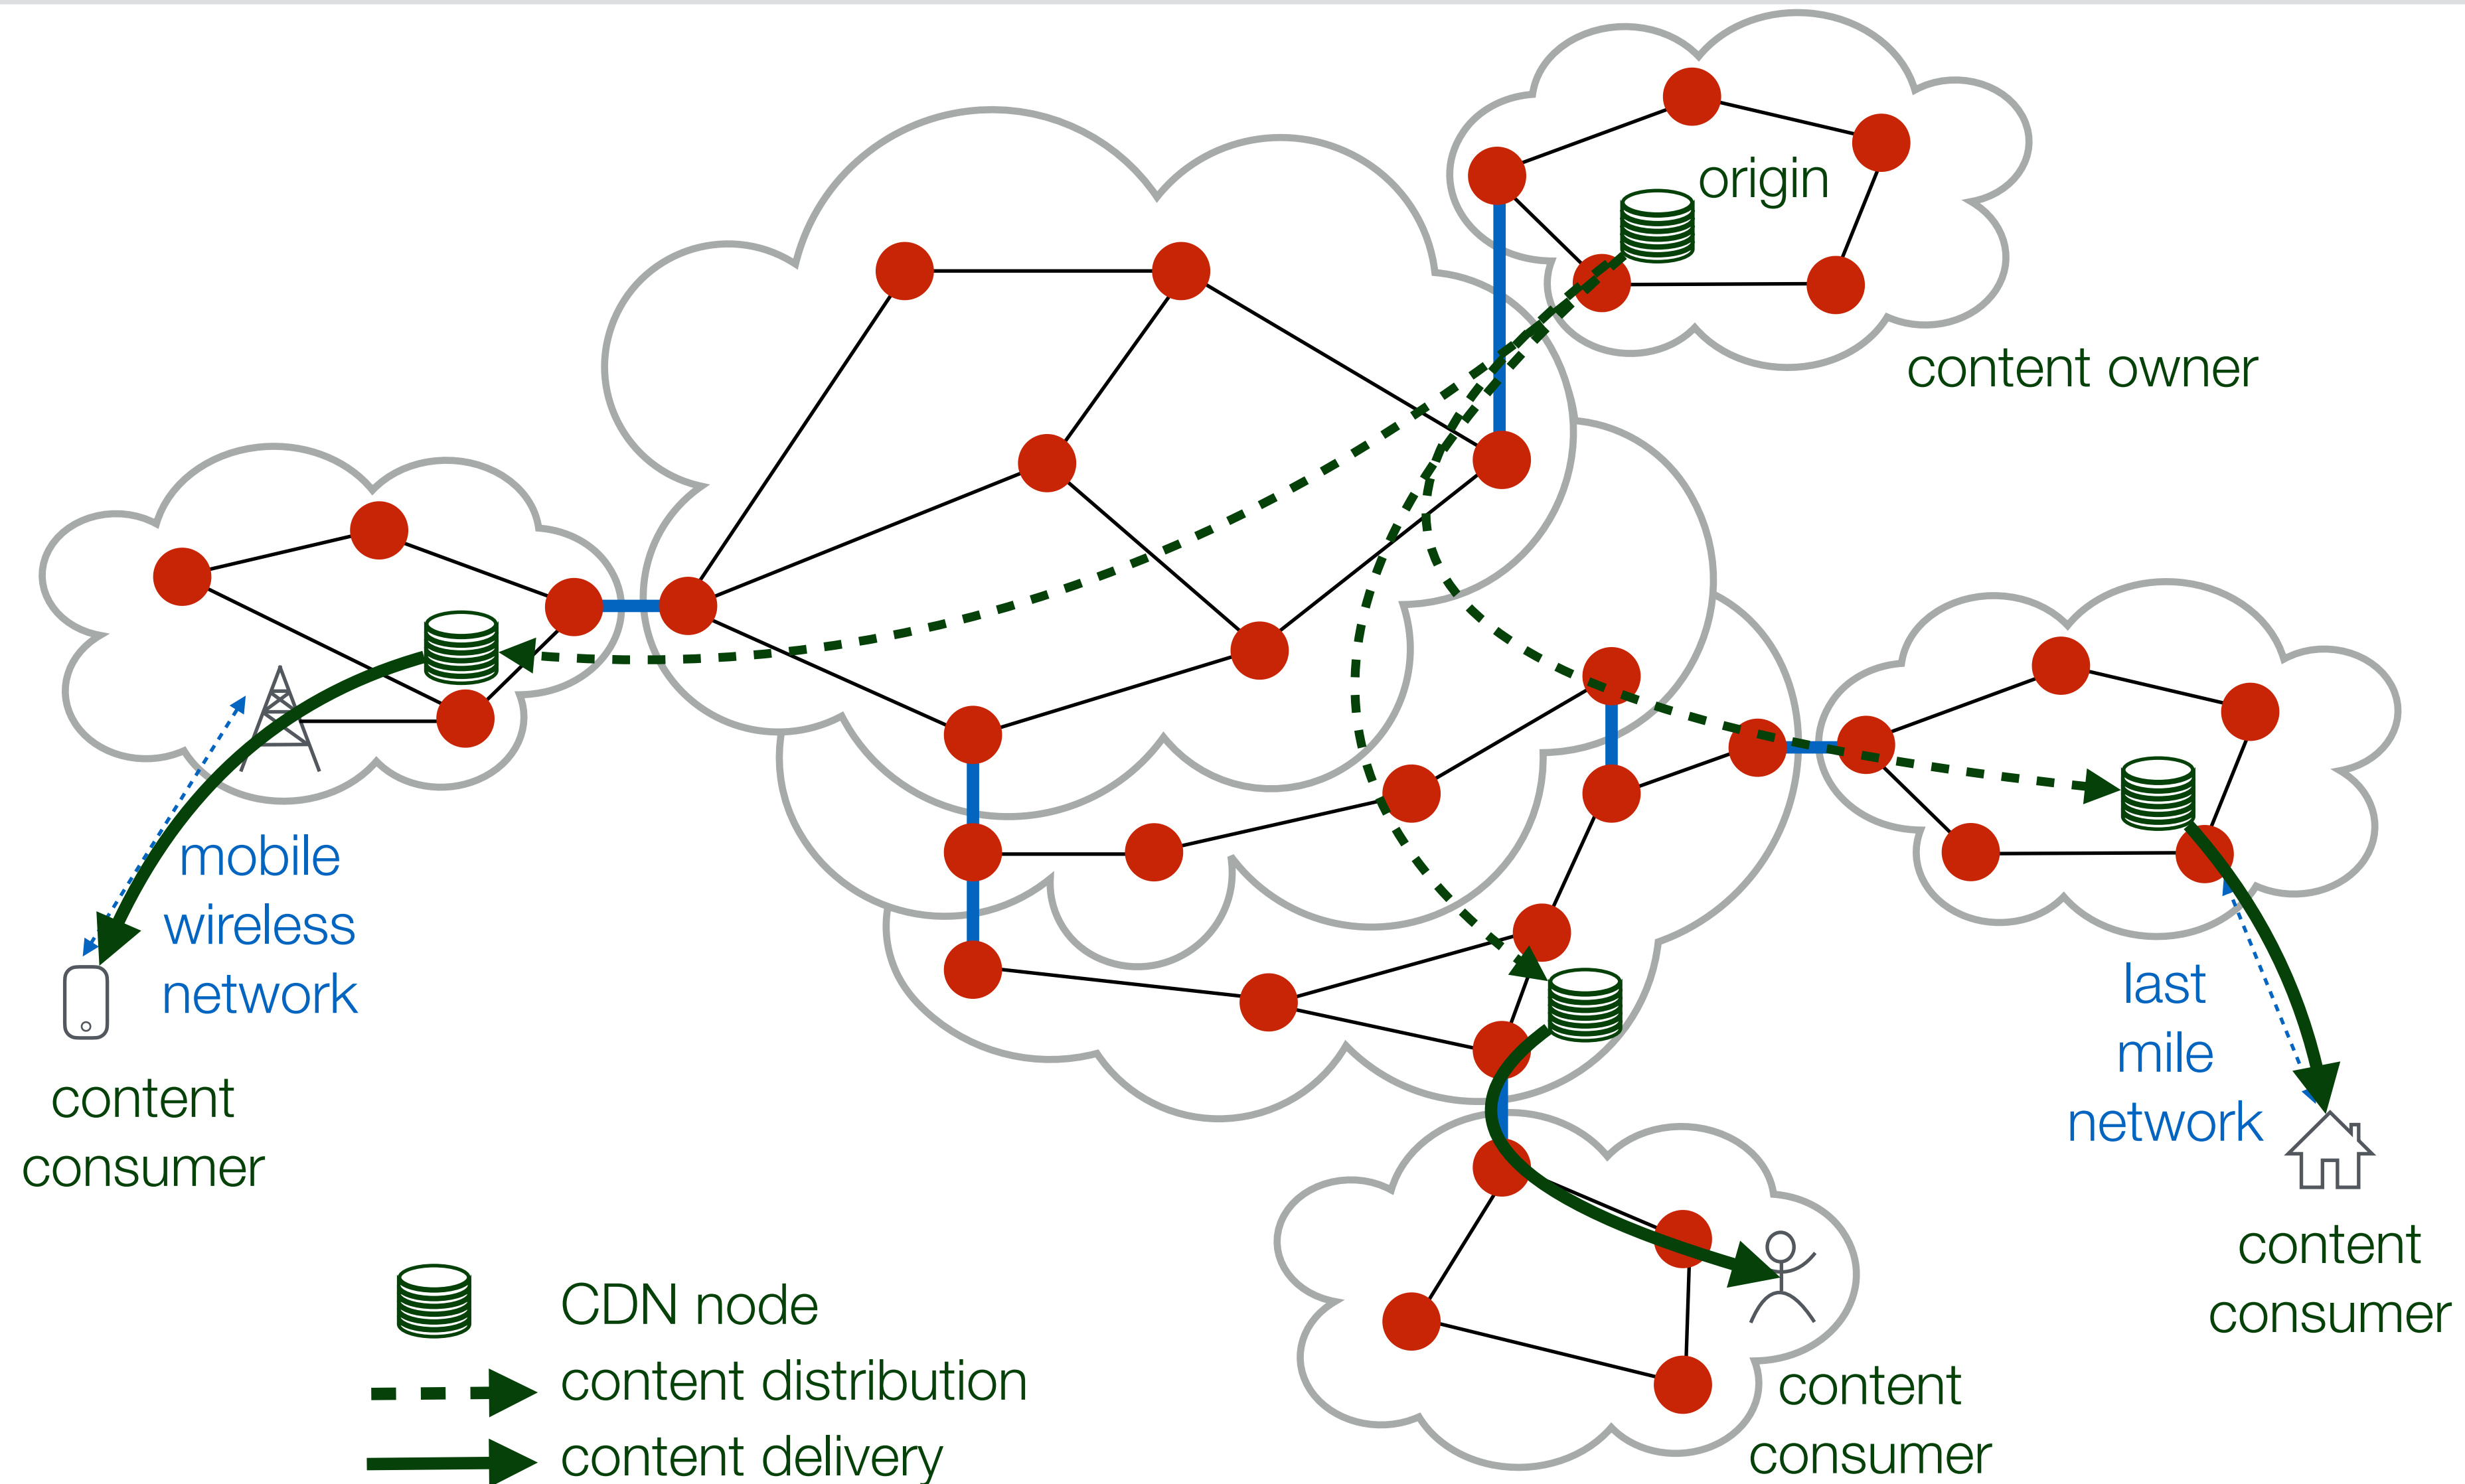 origin
content owner
mobile
wireless
network
content
consumer
last
mile
network
content
consumer
content
consumer
CDN node
content distribution
content delivery